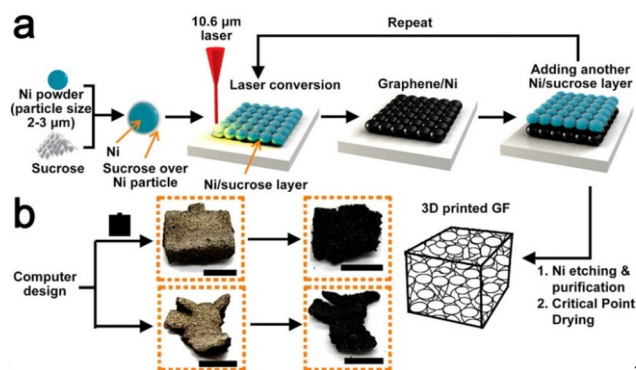 a
10.6 µm
laser
Repeat
Ni powder
(particle size
2-3 µm)
Laser conversion
Graphene/Ni
Adding another
Ni/sucrose layer
Ni
Sucrose
Sucrose over
Ni particle
Ni/sucrose layer
b
3D printed GF
Computer
design
1. Ni etching &
purification
2. Critical Point
Drying